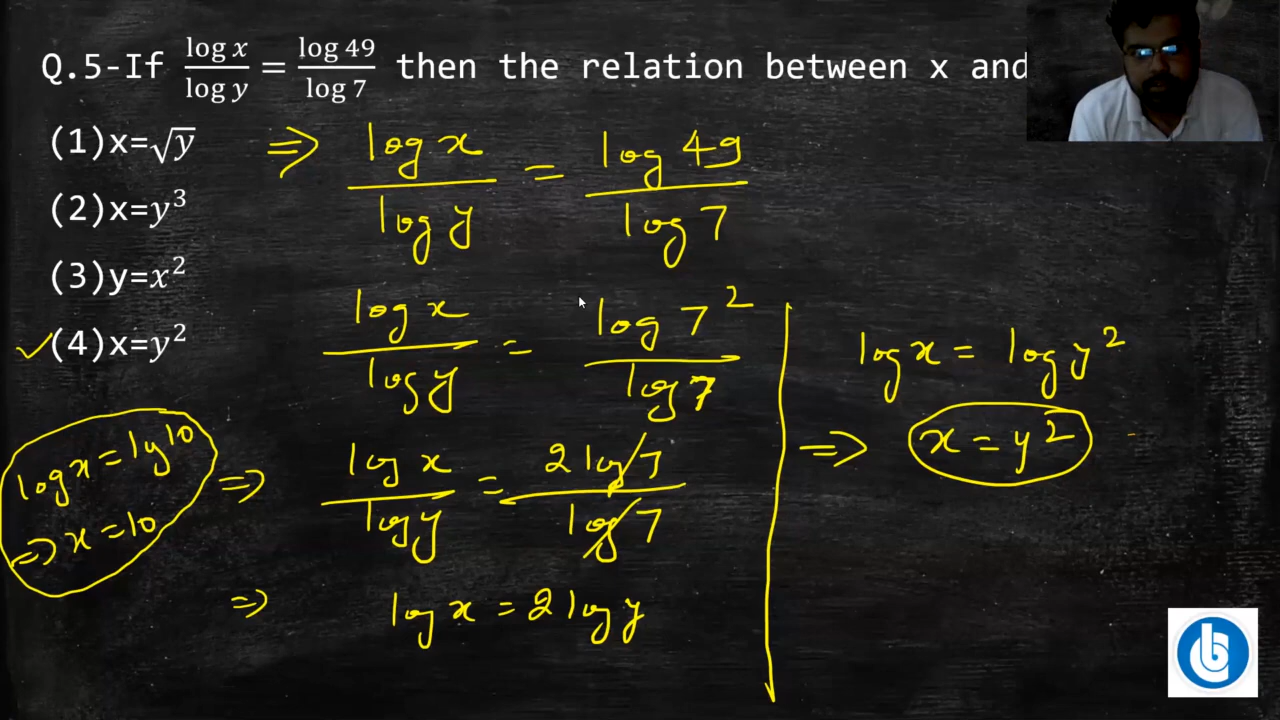 Q.5-If log x / log y = log 49 / log 7 then the relation between x and
(1)x=√y
(2)x=y³
(3)y=x²
(4)x=y²
⇒ log x / log y = log 49 / log 7
log x / log y = log 7² / log 7
⇒ log x / log y = 2 log 7 / log 7
⇒ log x = 2 log y
log x = lg 10
⇒ x = 10
log x = log y²
⇒ x = y²